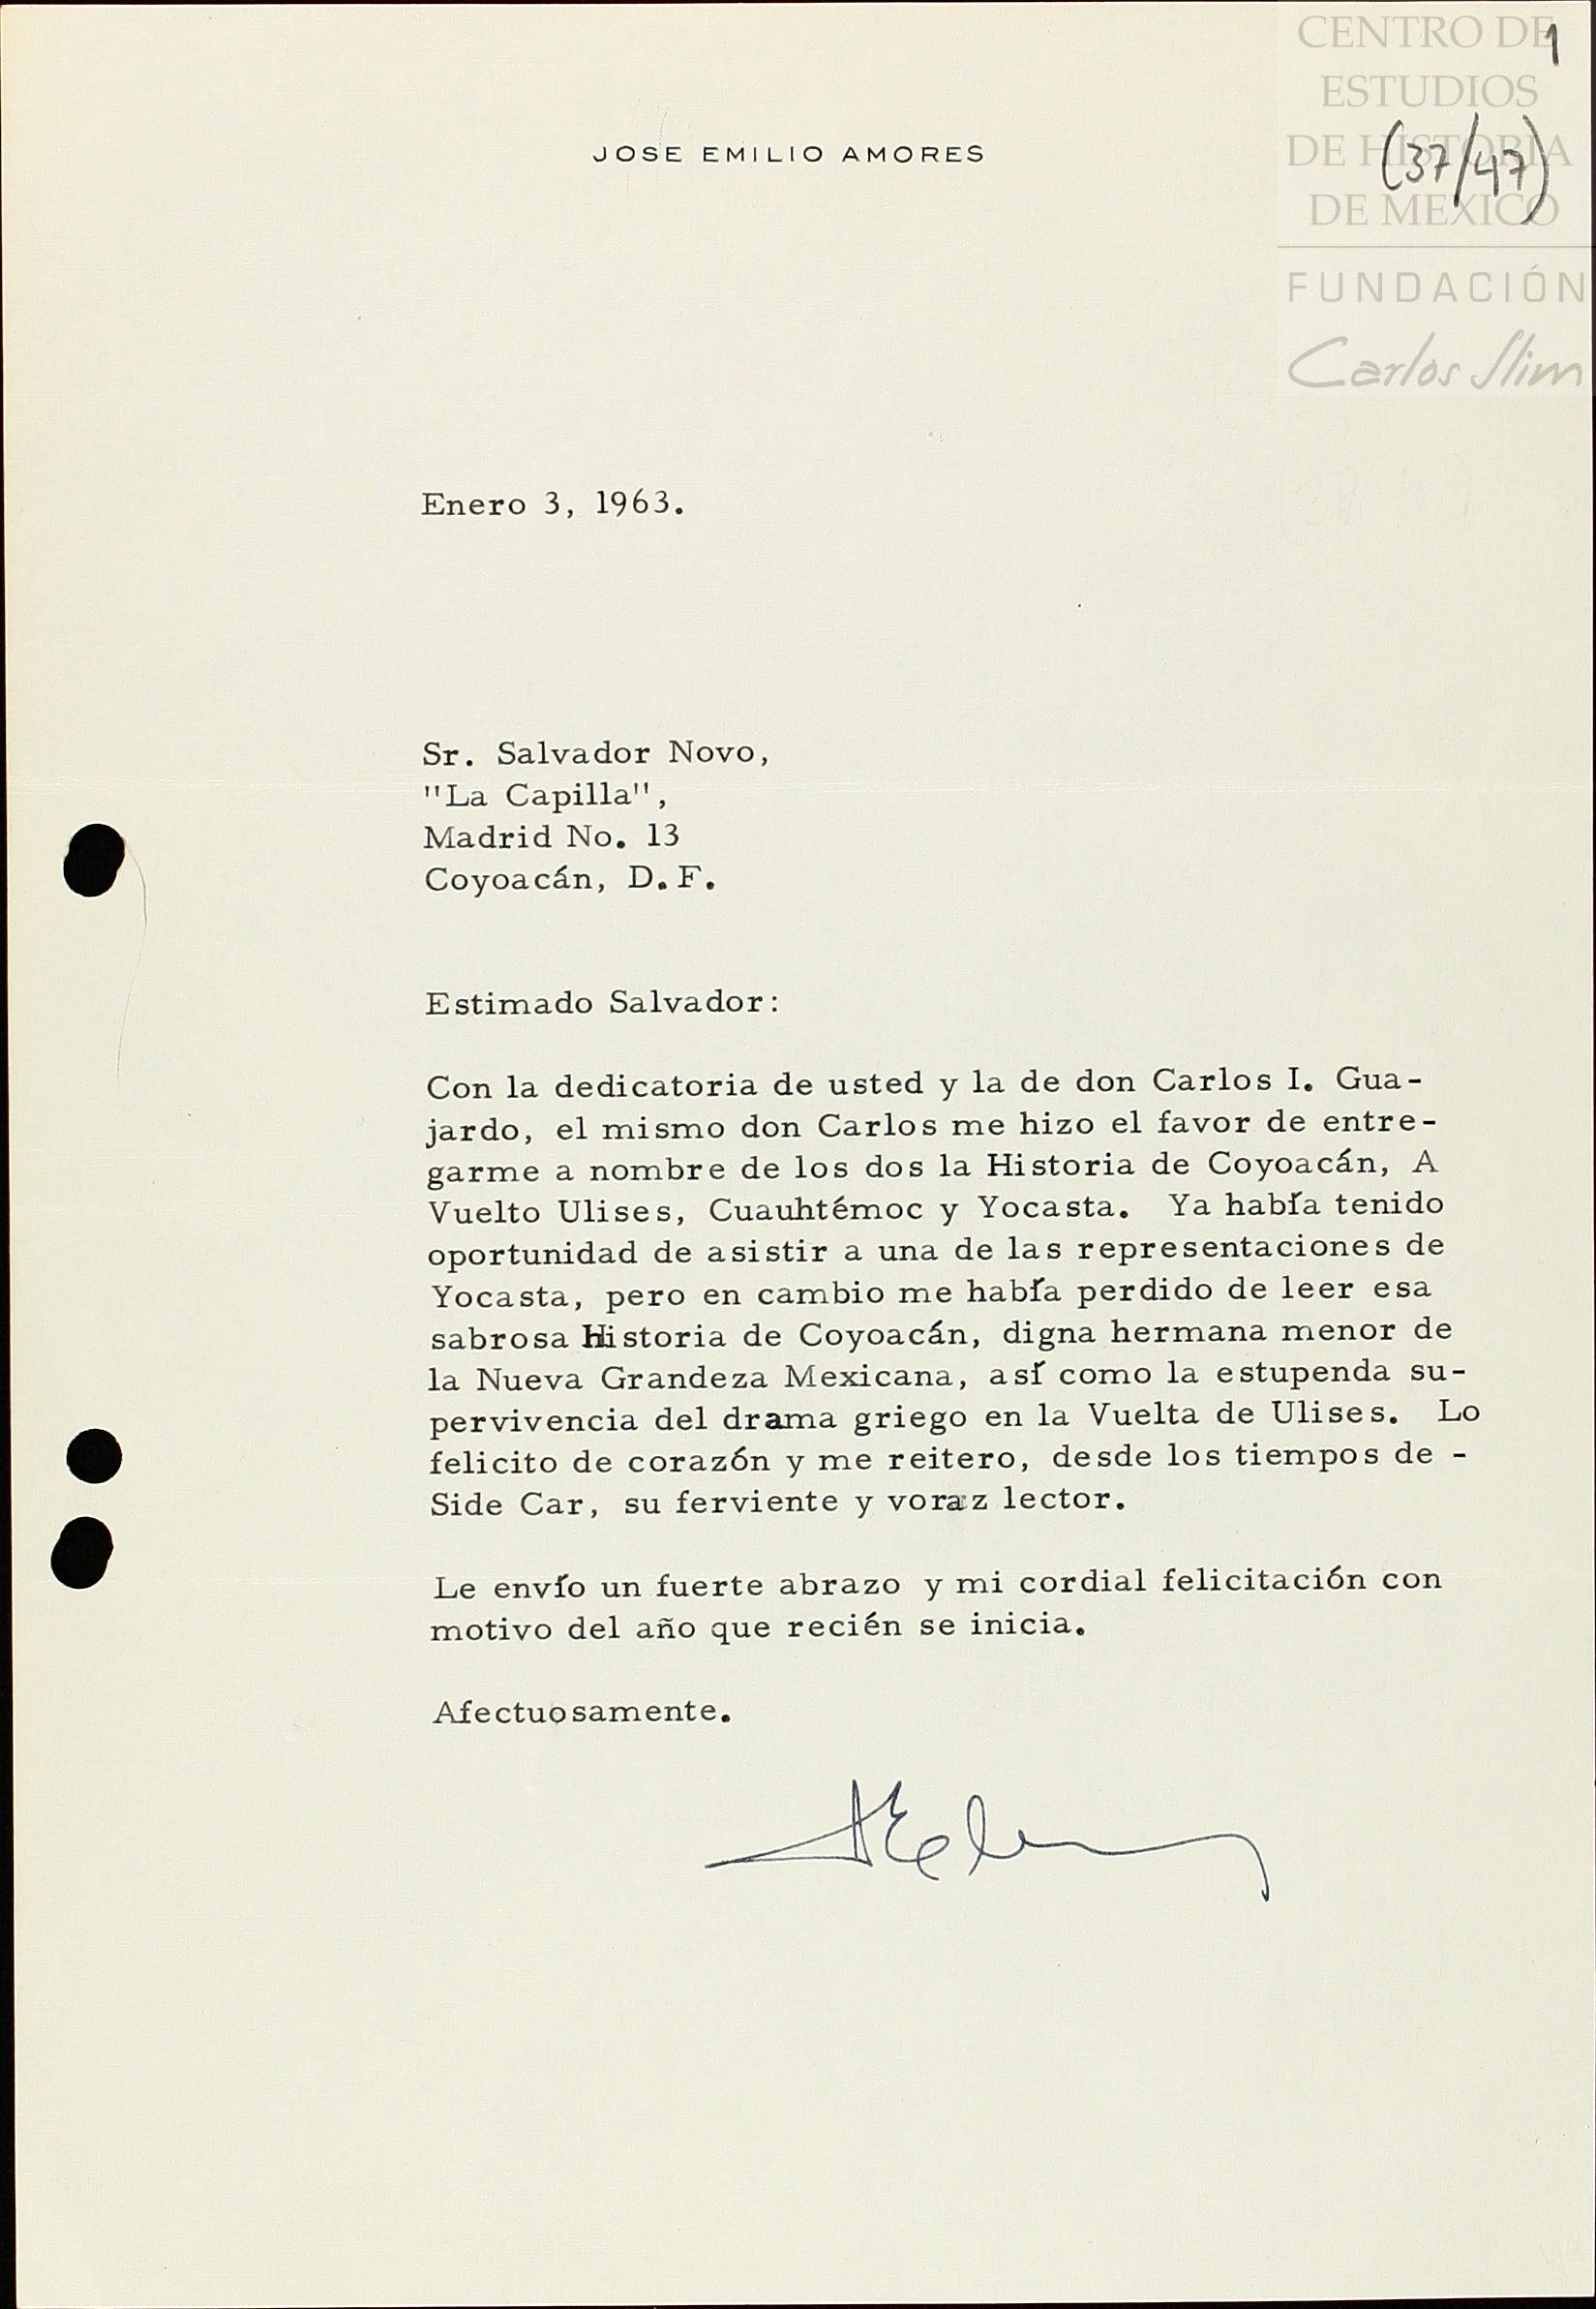 CENTRO DE
1
ESTUDIOS
DE HISTORIA
(37/47)
DE MEXICO
FUNDACIÓN
Carlos Slim
JOSE EMILIO AMORES
Enero 3, 1963.
Sr. Salvador Novo,
"La Capilla",
Madrid No. 13
Coyoacán, D.F.
Estimado Salvador:
Con la dedicatoria de usted y la de don Carlos I. Gua-
jardo, el mismo don Carlos me hizo el favor de entre-
garme a nombre de los dos la Historia de Coyoacán, A
Vuelto Ulises, Cuauhtémoc y Yocasta. Ya había tenido
oportunidad de asistir a una de las representaciones de
Yocasta, pero en cambio me había perdido de leer esa
sabrosa Historia de Coyoacán, digna hermana menor de
la Nueva Grandeza Mexicana, así como la estupenda su-
pervivencia del drama griego en la Vuelta de Ulises. Lo
felicito de corazón y me reitero, desde los tiempos de -
Side Car, su ferviente y voraz lector.
Le envío un fuerte abrazo y mi cordial felicitación con
motivo del año que recién se inicia.
Afectuosamente.